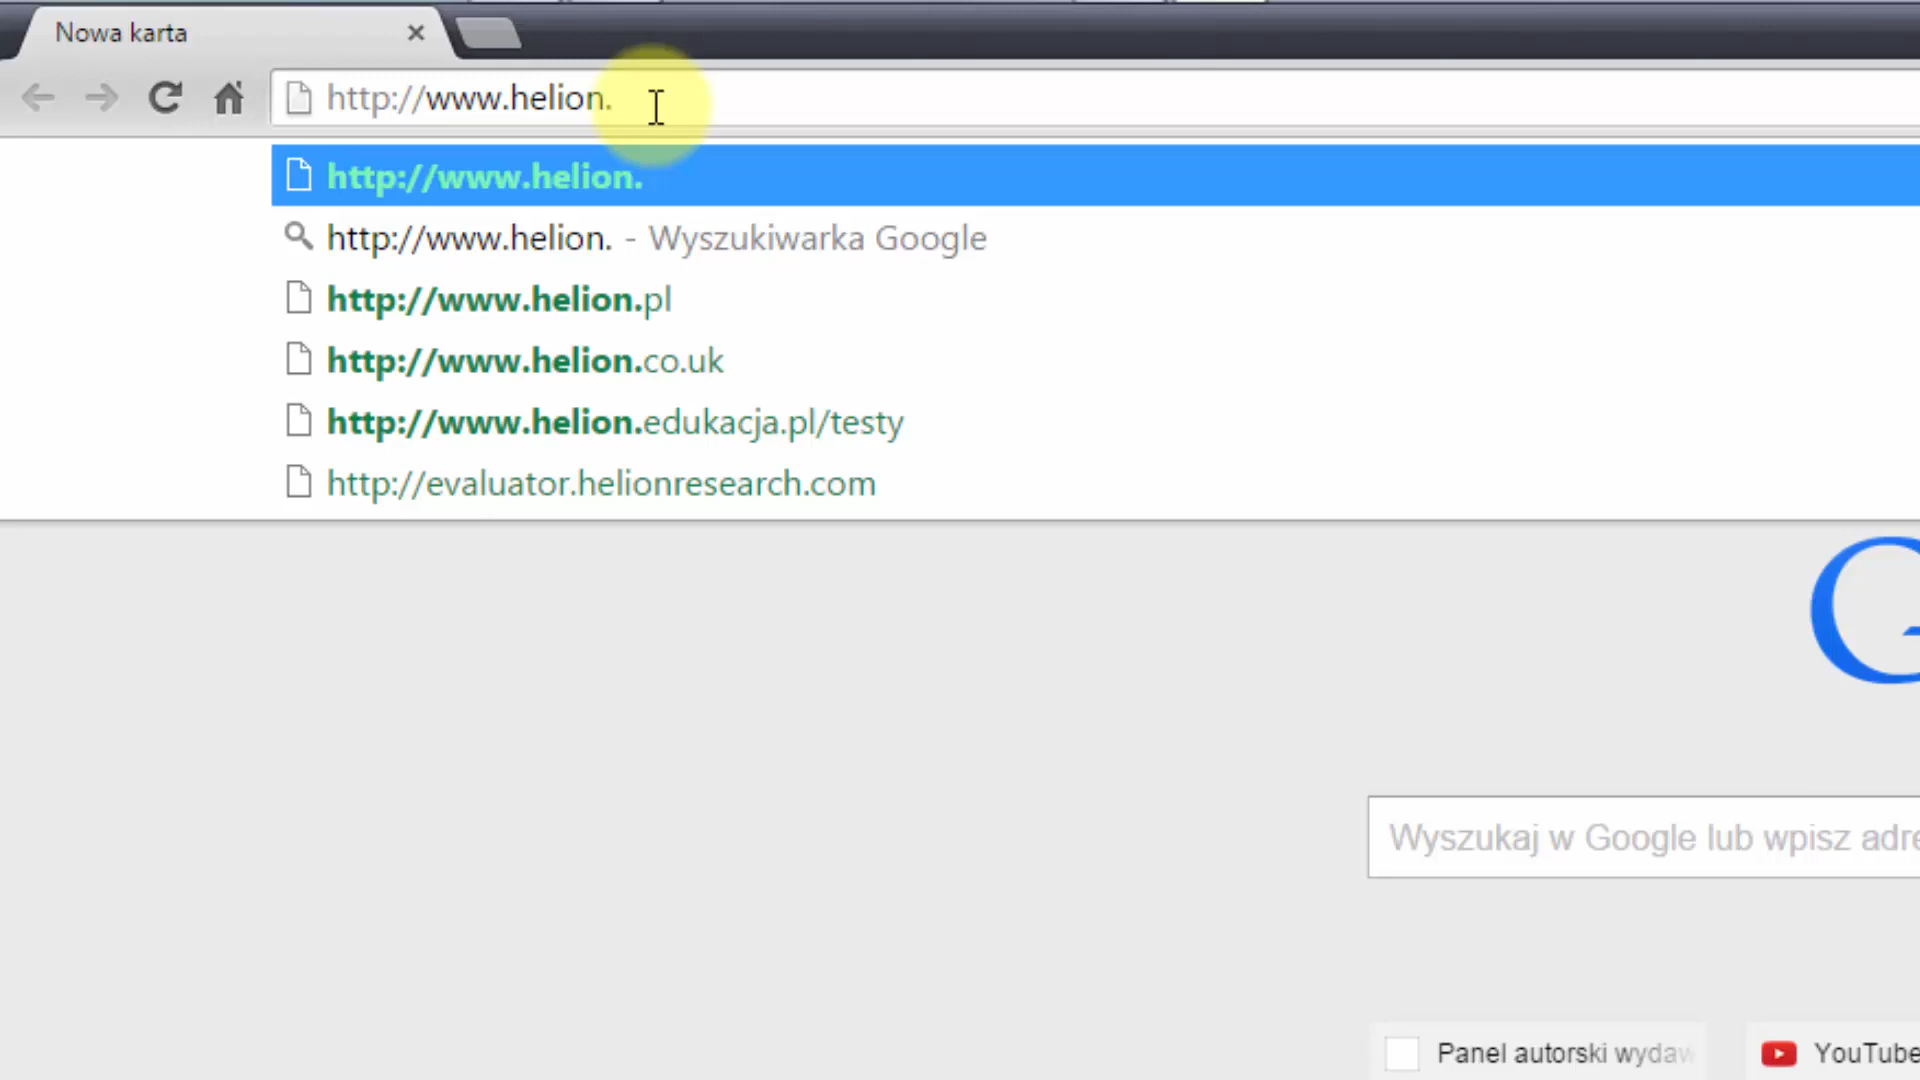 Nowa karta
http://www.helion.
http://www.helion.
http://www.helion. - Wyszukiwarka Google
http://www.helion.pl
http://www.helion.co.uk
http://www.helion.edukacja.pl/testy
http://evaluator.helionresearch.com
G
Wyszukaj w Google lub wpisz adre
Panel autorski wydaw
YouTube